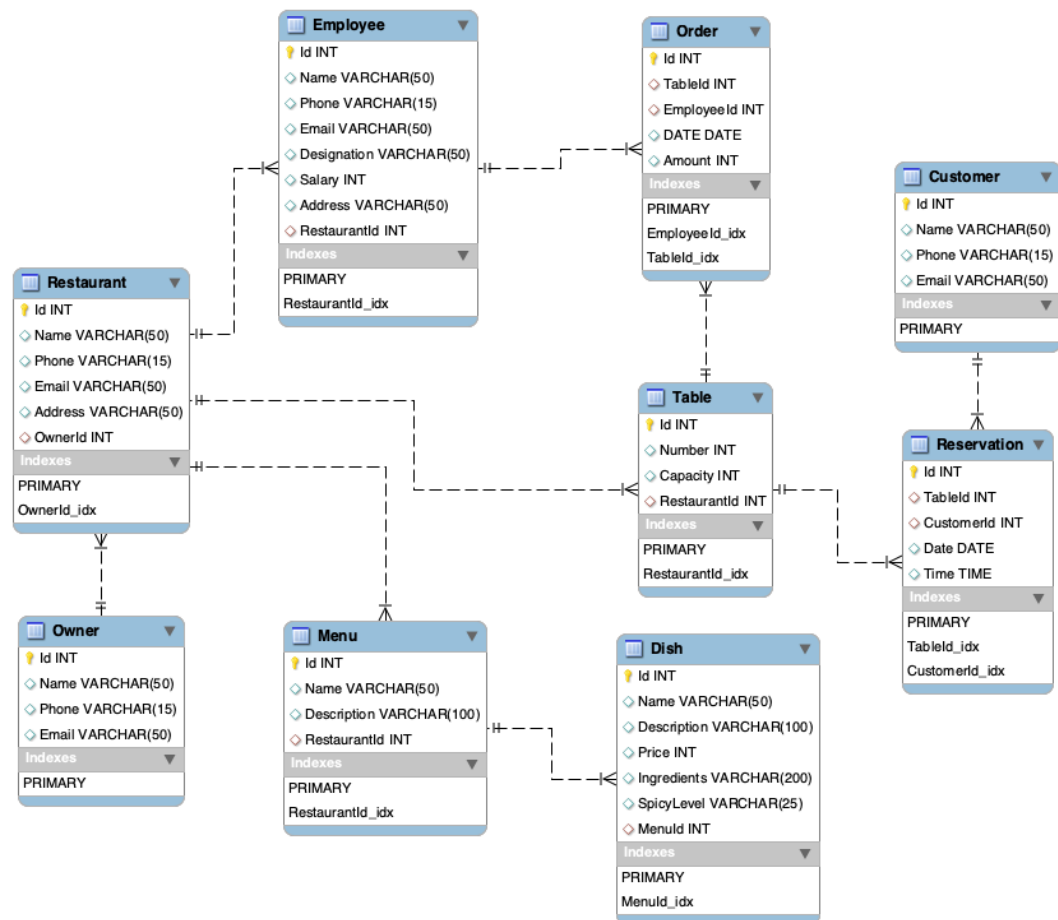 Employee
Id INT
Name VARCHAR(50)
Phone VARCHAR(15)
Email VARCHAR(50)
Designation VARCHAR(50)
Salary INT
Address VARCHAR(50)
RestaurantId INT
Indexes
PRIMARY
RestaurantId_idx
Order
Id INT
TableId INT
EmployeeId INT
DATE DATE
Amount INT
Indexes
PRIMARY
EmployeeId_idx
TableId_idx
Customer
Id INT
Name VARCHAR(50)
Phone VARCHAR(15)
Email VARCHAR(50)
Indexes
PRIMARY
Restaurant
Id INT
Name VARCHAR(50)
Phone VARCHAR(15)
Email VARCHAR(50)
Address VARCHAR(50)
OwnerId INT
Indexes
PRIMARY
OwnerId_idx
Table
Id INT
Number INT
Capacity INT
RestaurantId INT
Indexes
PRIMARY
RestaurantId_idx
Reservation
Id INT
TableId INT
CustomerId INT
Date DATE
Time TIME
Indexes
PRIMARY
TableId_idx
CustomerId_idx
Owner
Id INT
Name VARCHAR(50)
Phone VARCHAR(15)
Email VARCHAR(50)
Indexes
PRIMARY
Menu
Id INT
Name VARCHAR(50)
Description VARCHAR(100)
RestaurantId INT
Indexes
PRIMARY
RestaurantId_idx
Dish
Id INT
Name VARCHAR(50)
Description VARCHAR(100)
Price INT
Ingredients VARCHAR(200)
SpicyLevel VARCHAR(25)
MenuId INT
Indexes
PRIMARY
MenuId_idx